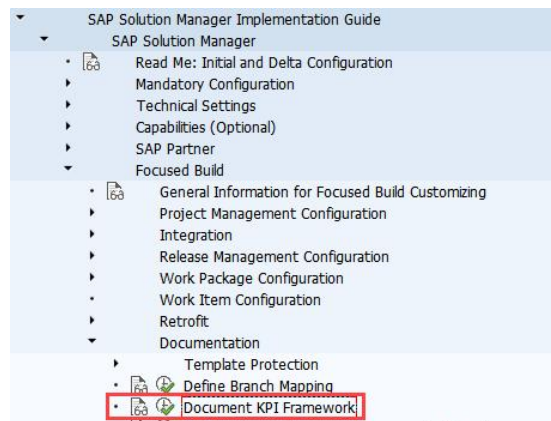 SAP Solution Manager Implementation Guide
SAP Solution Manager
Read Me: Initial and Delta Configuration
Mandatory Configuration
Technical Settings
Capabilities (Optional)
SAP Partner
Focused Build
General Information for Focused Build Customizing
Project Management Configuration
Integration
Release Management Configuration
Work Package Configuration
Work Item Configuration
Retrofit
Documentation
Template Protection
Define Branch Mapping
Document KPI Framework